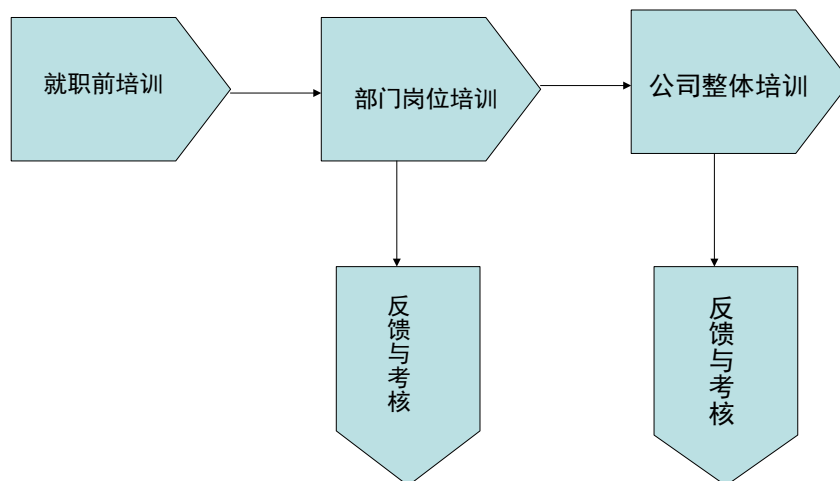 就职前培训
部门岗位培训
公司整体培训
反馈与考核
反馈与考核